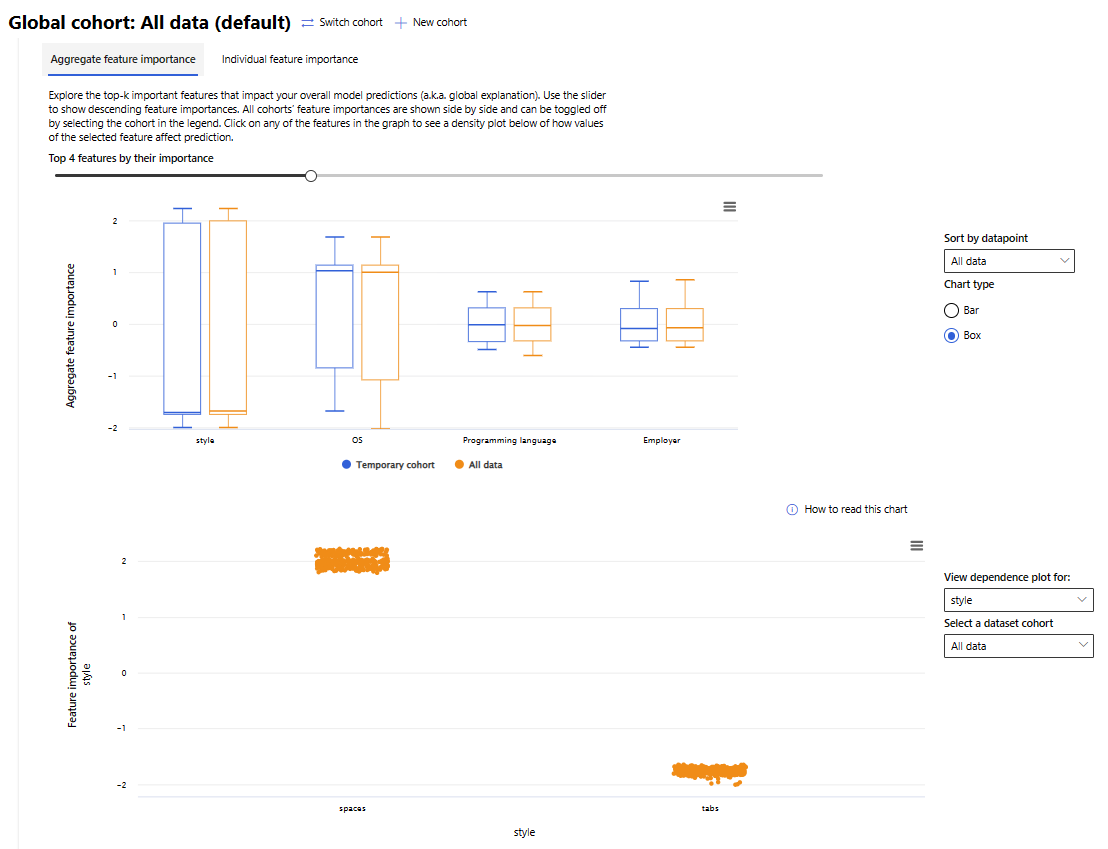 Global cohort: All data (default) Switch cohort New cohort
Aggregate feature importance Individual feature importance
Explore the top-k important features that impact your overall model predictions (a.k.a. global explanation). Use the slider
to show descending feature importances. All cohorts' feature importances are shown side by side and can be toggled off
by selecting the cohort in the legend. Click on any of the features in the graph to see a density plot below of how values
of the selected feature affect prediction.
Top 4 features by their importance
2
1
0
-1
-2
Aggregate feature importance
style OS Programming language Employer
Temporary cohort All data
Sort by datapoint
All data
Chart type
Bar
Box
How to read this chart
2
1
0
-1
-2
Feature importance of
style
spaces tabs
style
View dependence plot for:
style
Select a dataset cohort
All data